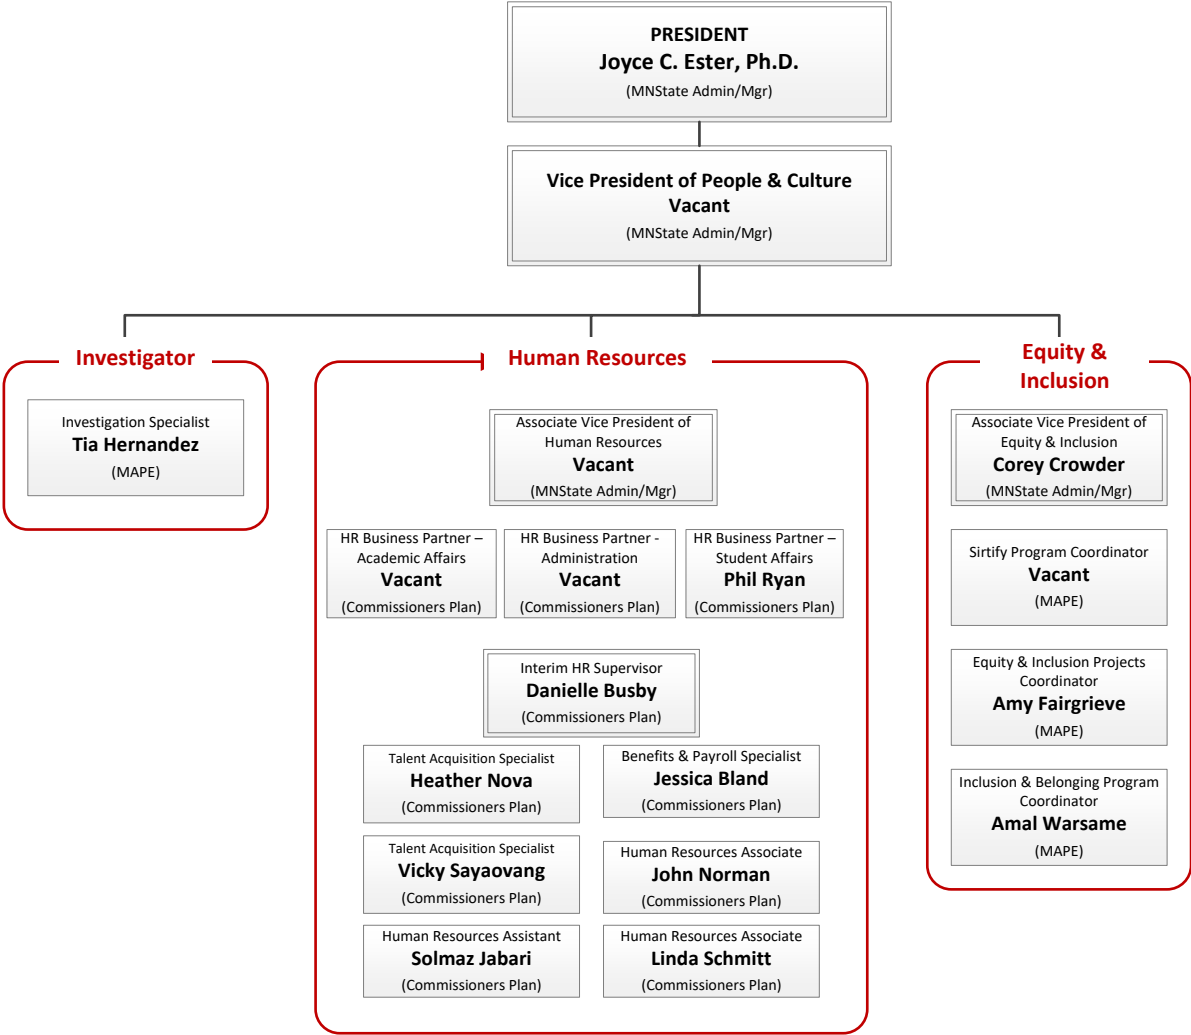 PRESIDENT
Joyce C. Ester, Ph.D.
(MNState Admin/Mgr)
Vice President of People & Culture
Vacant
(MNState Admin/Mgr)
Investigator
Investigation Specialist
Tia Hernandez
(MAPE)
Human Resources
Associate Vice President of
Human Resources
Vacant
(MNState Admin/Mgr)
HR Business Partner –
Academic Affairs
Vacant
(Commissioners Plan)
HR Business Partner -
Administration
Vacant
(Commissioners Plan)
HR Business Partner –
Student Affairs
Phil Ryan
(Commissioners Plan)
Interim HR Supervisor
Danielle Busby
(Commissioners Plan)
Talent Acquisition Specialist
Heather Nova
(Commissioners Plan)
Benefits & Payroll Specialist
Jessica Bland
(Commissioners Plan)
Talent Acquisition Specialist
Vicky Sayaovang
(Commissioners Plan)
Human Resources Associate
John Norman
(Commissioners Plan)
Human Resources Assistant
Solmaz Jabari
(Commissioners Plan)
Human Resources Associate
Linda Schmitt
(Commissioners Plan)
Equity &
Inclusion
Associate Vice President of
Equity & Inclusion
Corey Crowder
(MNState Admin/Mgr)
Sirtify Program Coordinator
Vacant
(MAPE)
Equity & Inclusion Projects
Coordinator
Amy Fairgrieve
(MAPE)
Inclusion & Belonging Program
Coordinator
Amal Warsame
(MAPE)